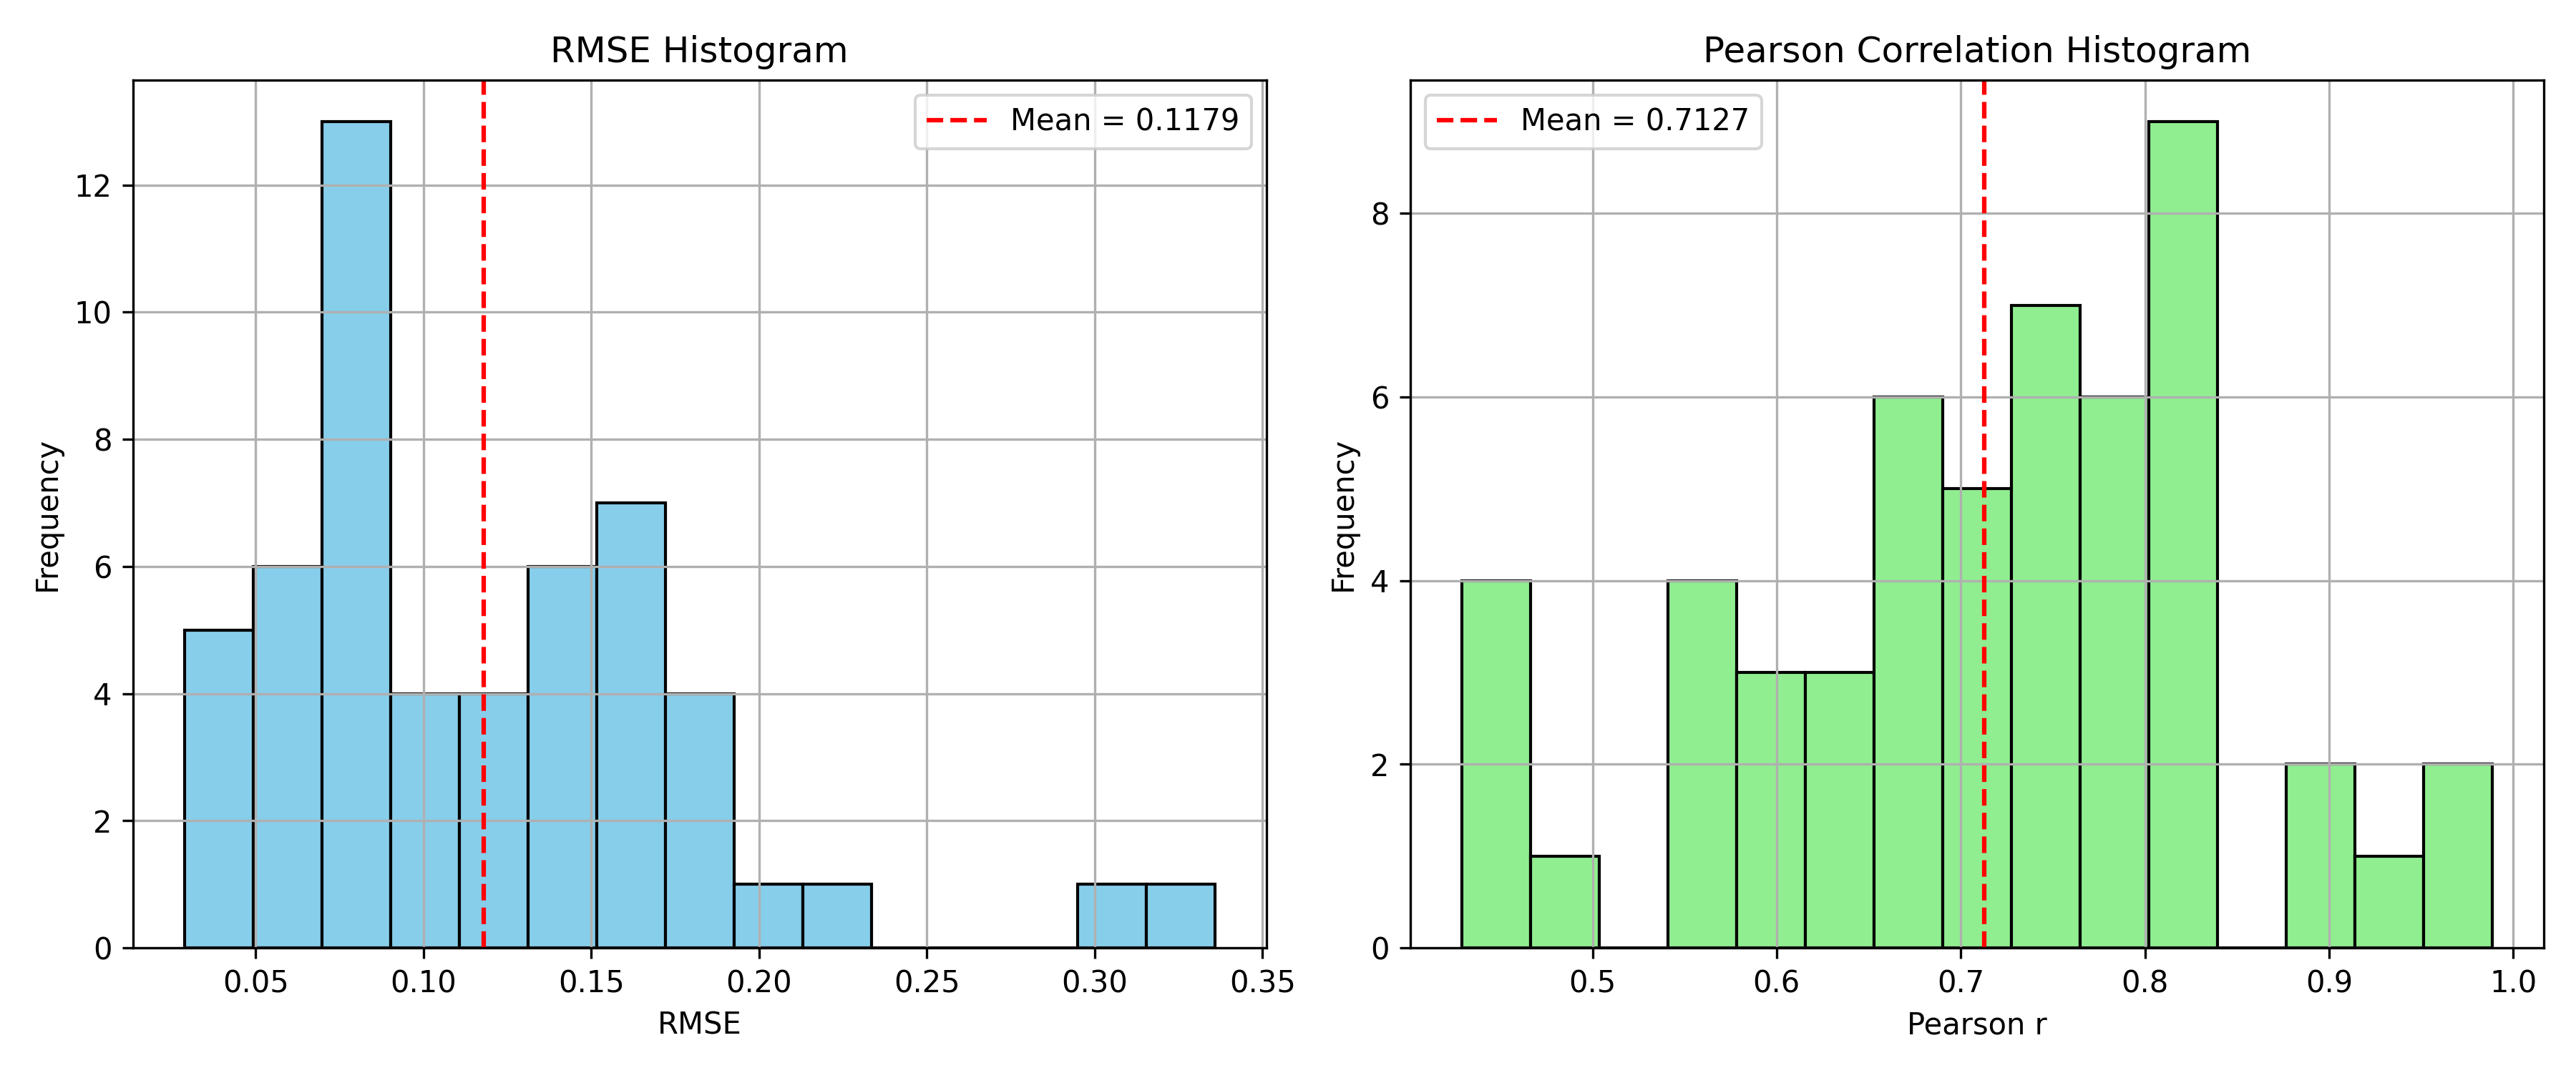 RMSE Histogram
Mean = 0.1179
Frequency
12
10
8
6
4
2
0
0.05 0.10 0.15 0.20 0.25 0.30 0.35
RMSE
Pearson Correlation Histogram
Mean = 0.7127
Frequency
8
6
4
2
0
0.5 0.6 0.7 0.8 0.9 1.0
Pearson r